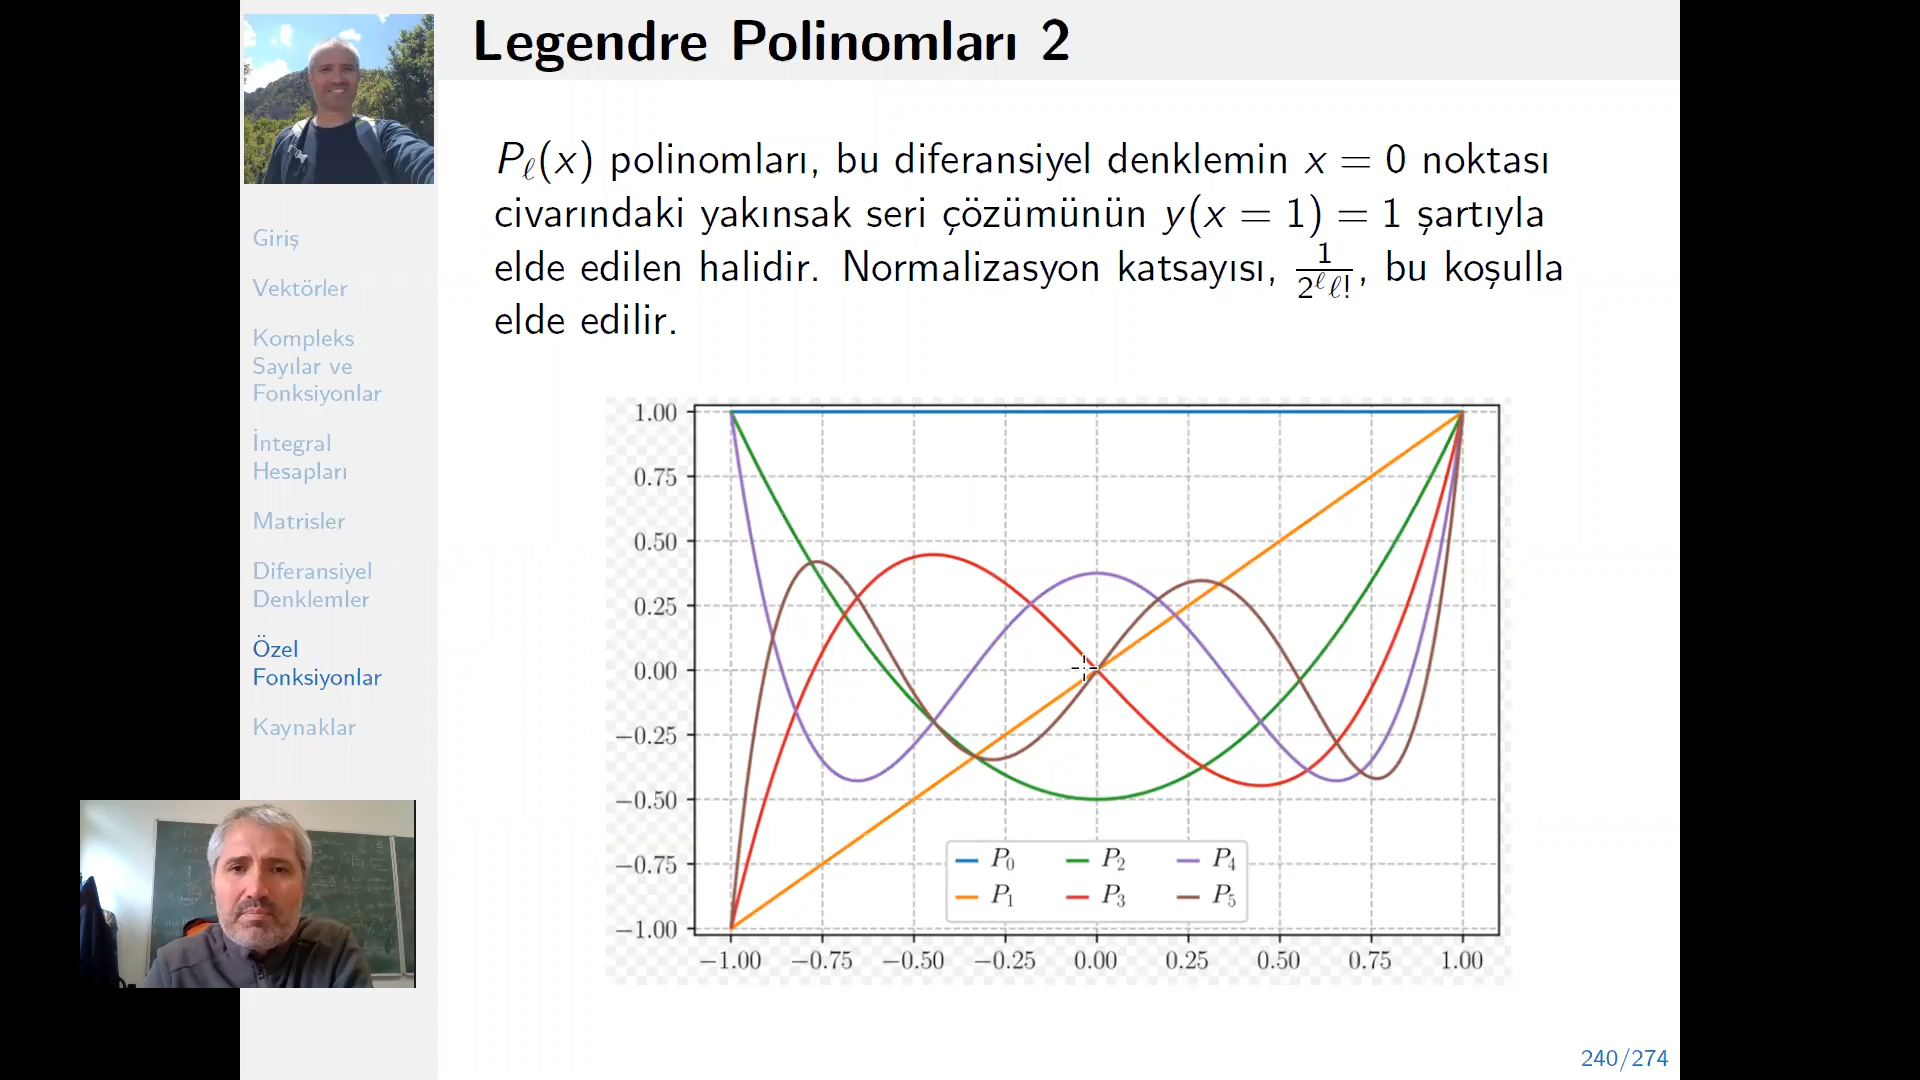 Legendre Polinomları 2
Pℓ(x) polinomları, bu diferansiyel denklemin x = 0 noktası
civarındaki yakınsak seri çözümünün y(x = 1) = 1 şartıyla
elde edilen halidir. Normalizasyon katsayısı, 1/(2^ℓ ℓ!), bu koşulla
elde edilir.
Giriş
Vektörler
Kompleks
Sayılar ve
Fonksiyonlar
İntegral
Hesapları
Matrisler
Diferansiyel
Denklemler
Özel
Fonksiyonlar
Kaynaklar
1.00
0.75
0.50
0.25
0.00
−0.25
−0.50
−0.75
−1.00
P0 P2 P4
P1 P3 P5
−1.00 −0.75 −0.50 −0.25 0.00 0.25 0.50 0.75 1.00
240/274